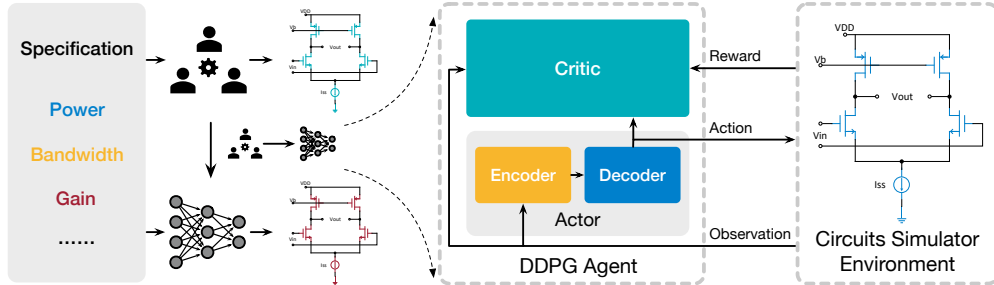 Specification
Power
Bandwidth
Gain
......
VDD
Vb
Vout
Vin
Iss
VDD
Vb
Vout
Vin
Iss
Critic
Encoder
Decoder
Actor
DDPG Agent
Reward
Action
Observation
VDD
Vb
Vout
Vin
Iss
Circuits Simulator
Environment